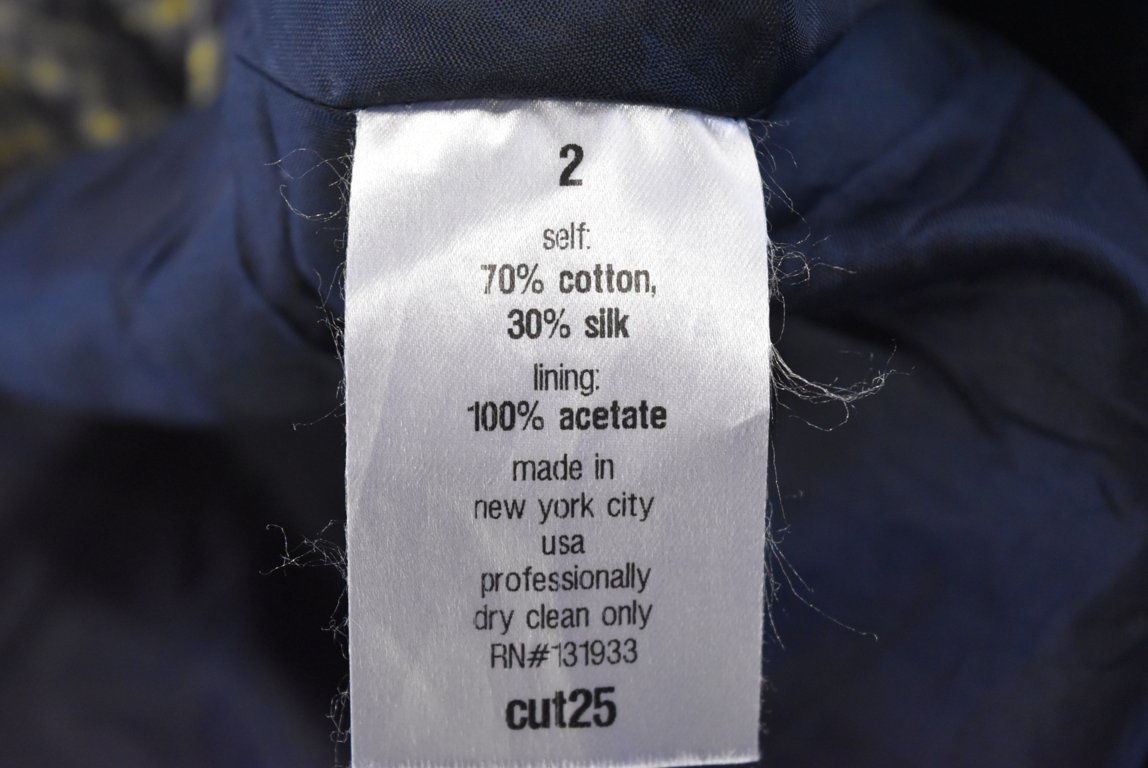 2
self:
70% cotton,
30% silk
lining:
100% acetate
made in
new york city
usa
professionally
dry clean only
RN#131933
cut25